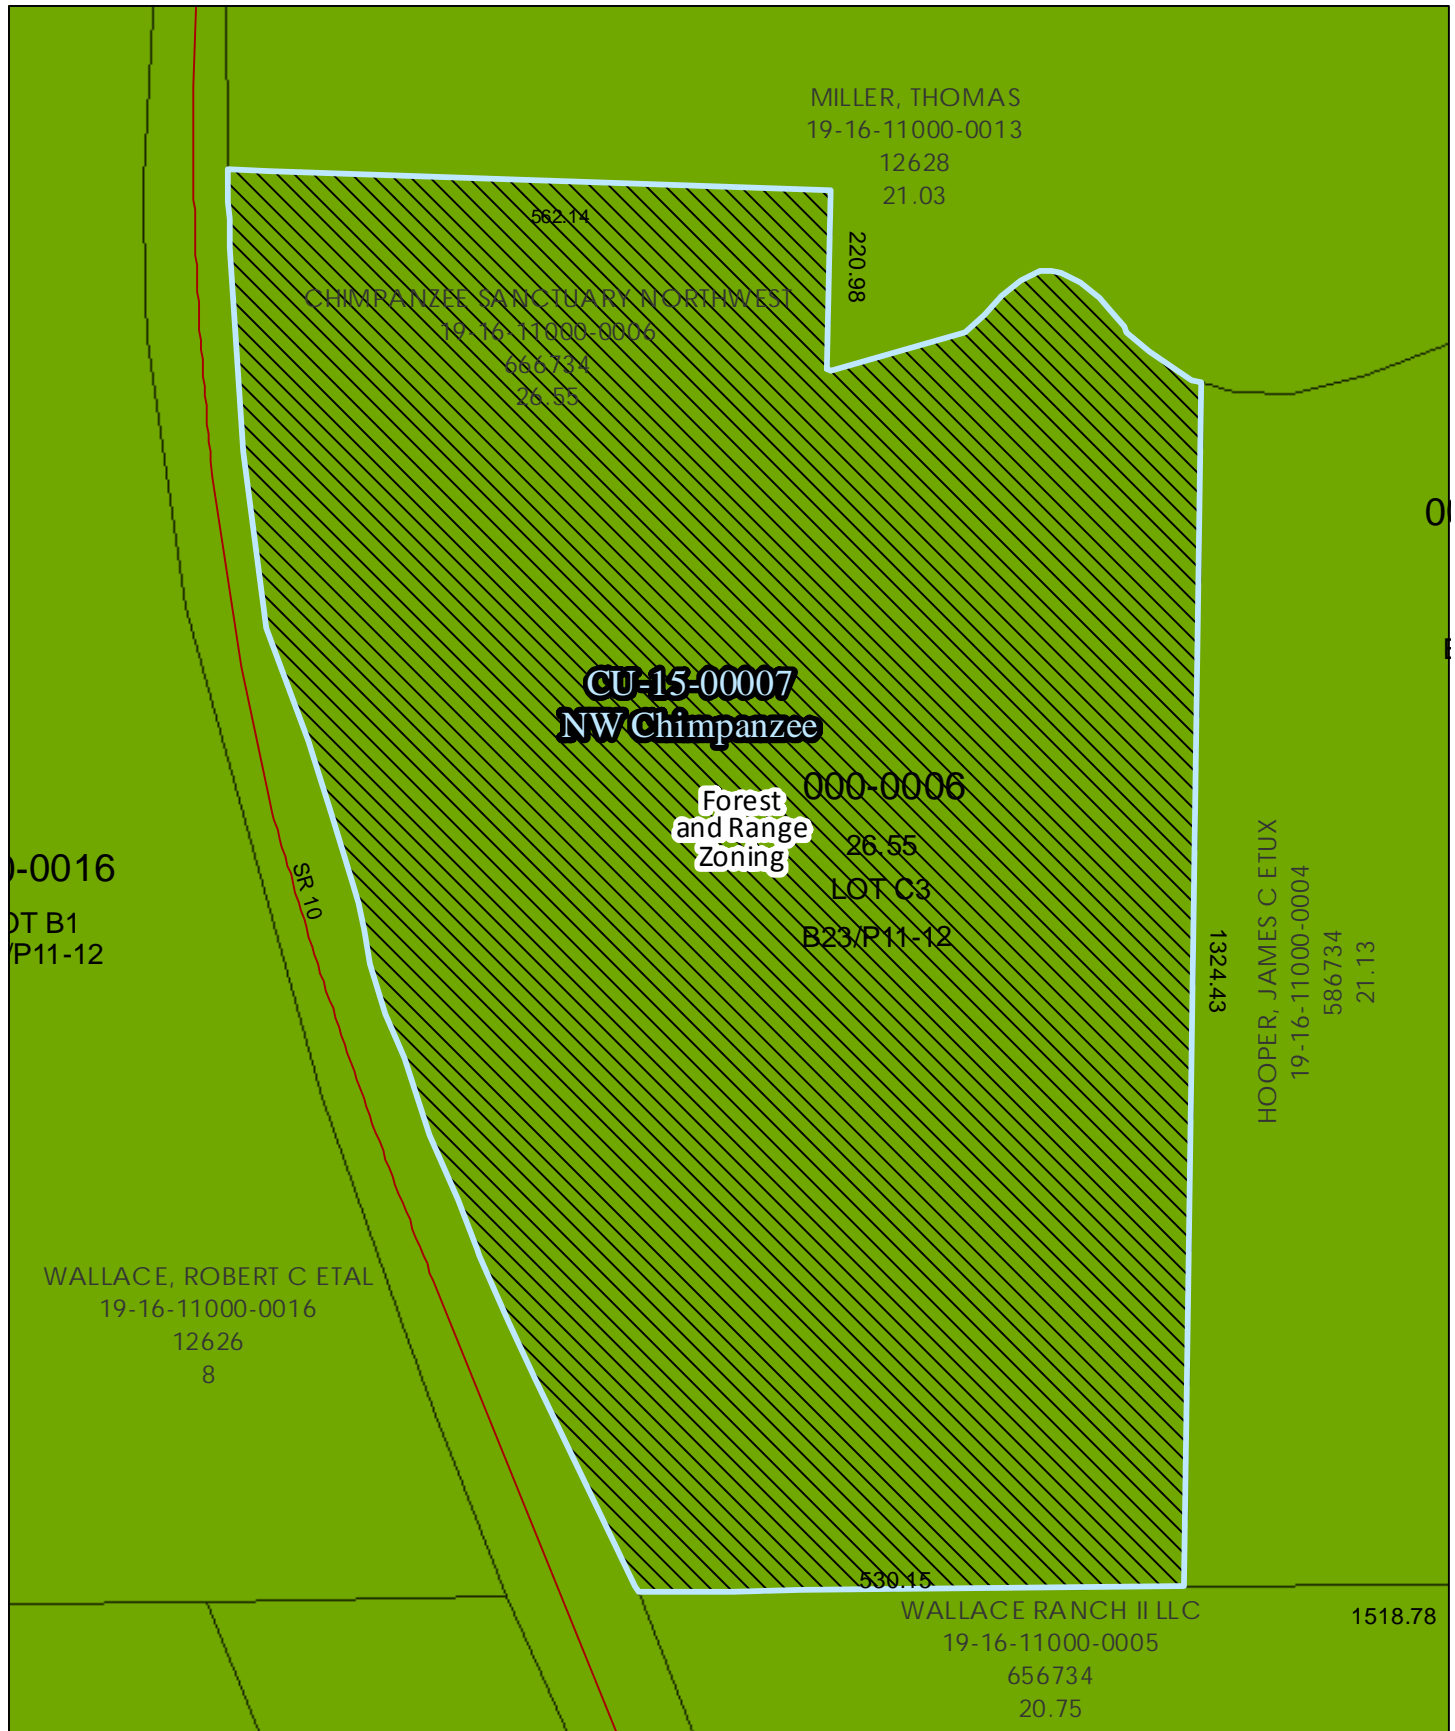 MILLER, THOMAS
19-16-11000-0013
12628
21.03
562.14
220.98
CHIMPANZEE SANCTUARY NORTHWEST
19-16-11000-0006
666734
26.55
CU-15-00007
NW Chimpanzee
Forest
and Range
Zoning
000-0006
26.55
LOT C3
B23/P11-12
-0016
OT B1
/P11-12
SR 10
1324.43
HOOPER, JAMES C ETUX
19-16-11000-0004
586734
21.13
WALLACE, ROBERT C ETAL
19-16-11000-0016
12626
8
530.15
WALLACE RANCH II LLC
19-16-11000-0005
656734
20.75
1518.78